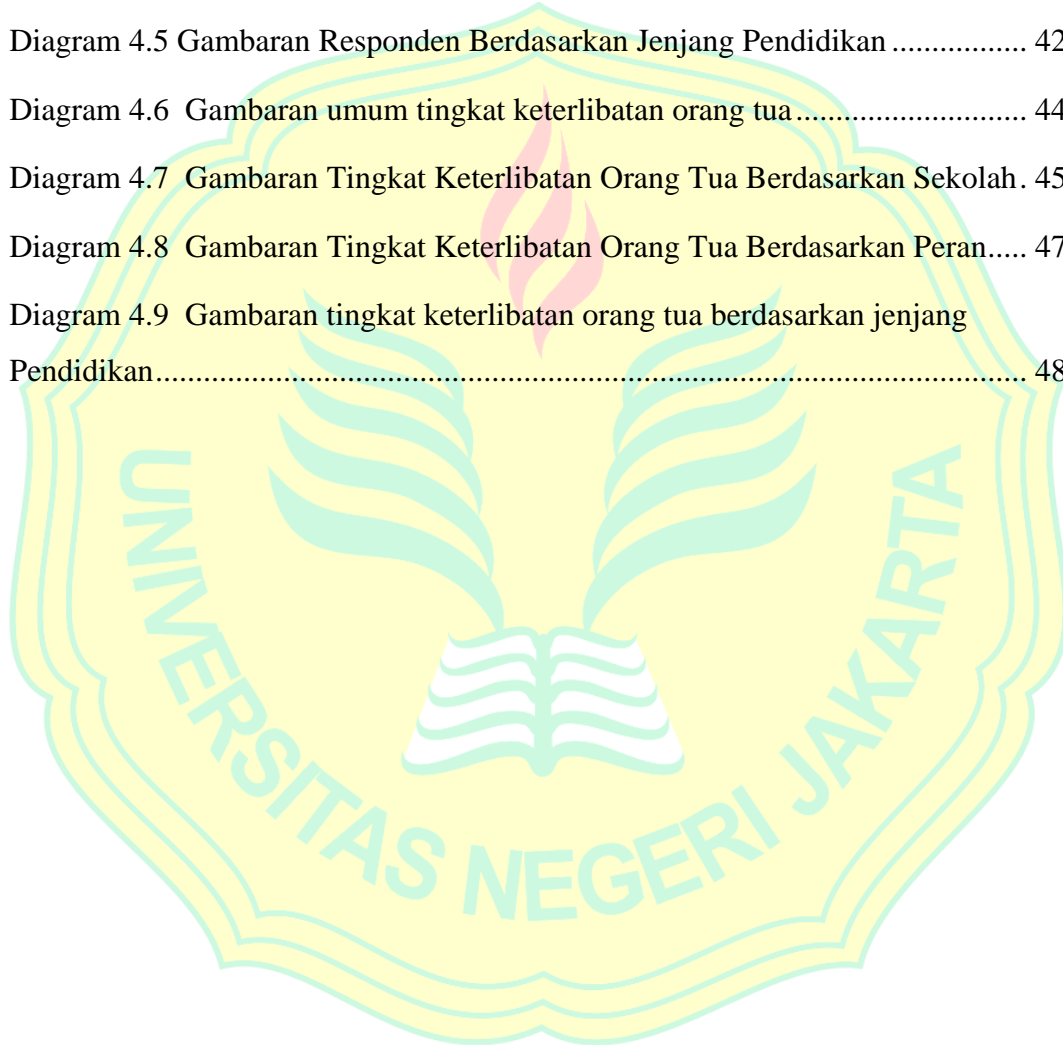 Diagram 4.5 Gambaran Responden Berdasarkan Jenjang Pendidikan ................. 42
Diagram 4.6  Gambaran umum tingkat keterlibatan orang tua ......................... 44
Diagram 4.7  Gambaran Tingkat Keterlibatan Orang Tua Berdasarkan Sekolah . 45
Diagram 4.8  Gambaran Tingkat Keterlibatan Orang Tua Berdasarkan Peran ..... 47
Diagram 4.9  Gambaran tingkat keterlibatan orang tua berdasarkan jenjang
Pendidikan ............................................................................................. 48
UNIVERSITAS NEGERI JAKARTA